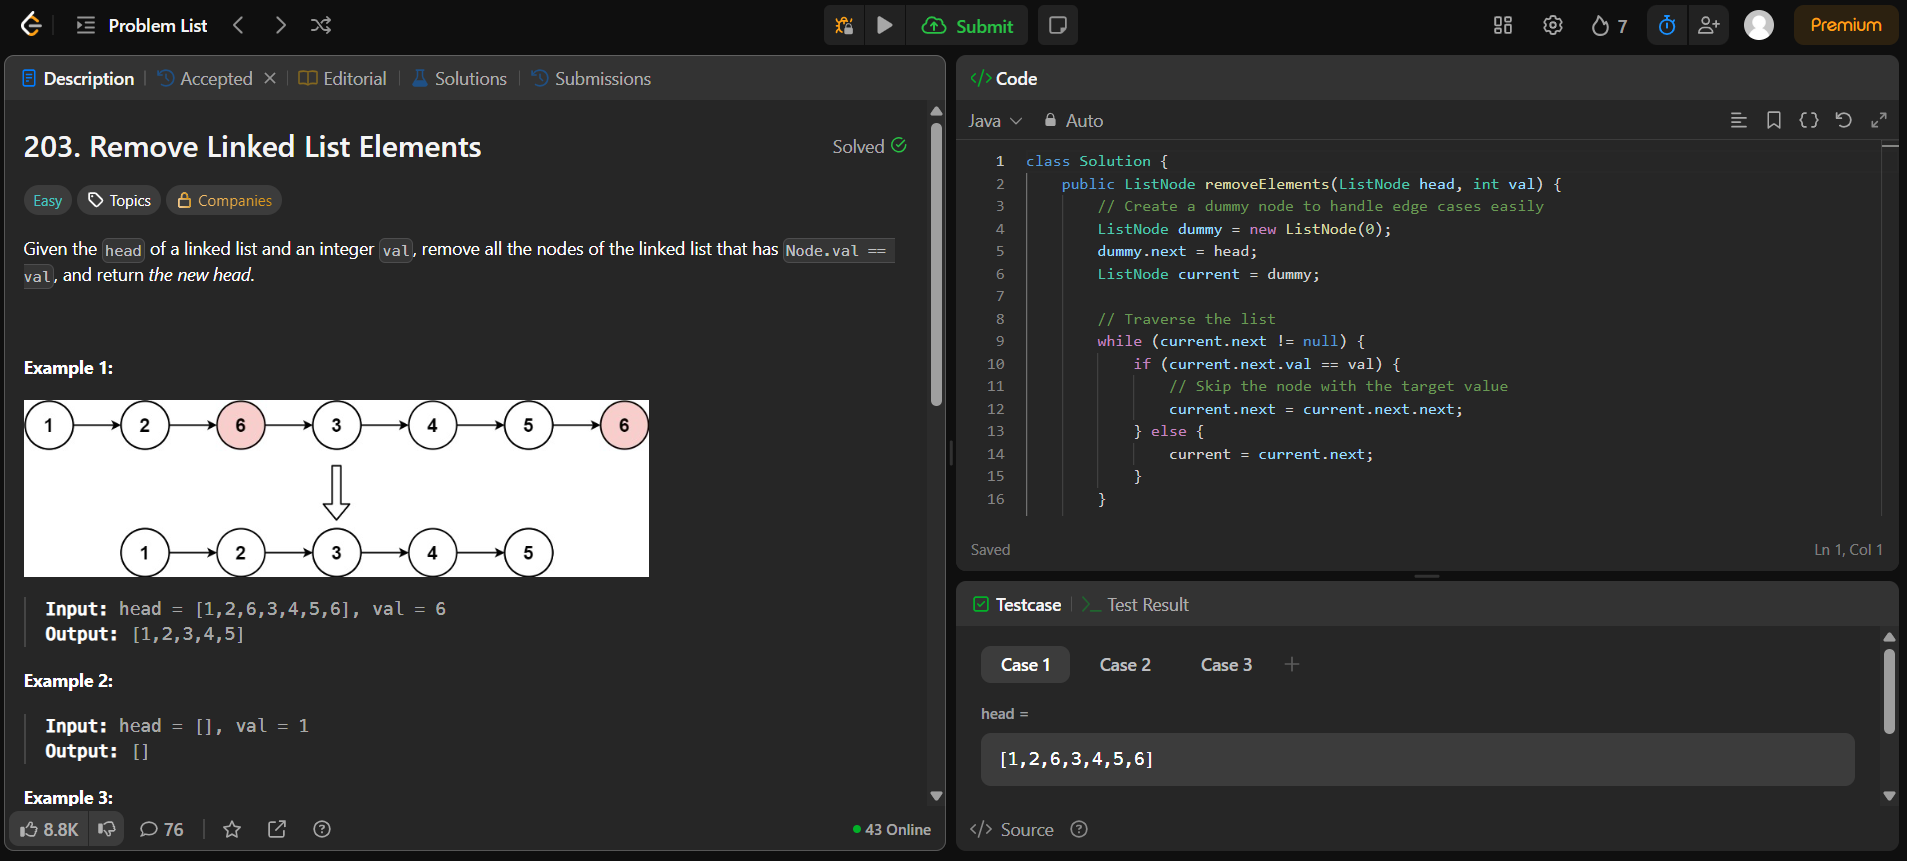 Problem List
Submit
7
Premium
Description
Accepted
Editorial
Solutions
Submissions
203. Remove Linked List Elements
Solved
Easy
Topics
Companies
Given the head of a linked list and an integer val, remove all the nodes of the linked list that has Node.val ==
val, and return the new head.
Example 1:
1 2 6 3 4 5 6
1 2 3 4 5
Input: head = [1,2,6,3,4,5,6], val = 6
Output: [1,2,3,4,5]
Example 2:
Input: head = [], val = 1
Output: []
Example 3:
8.8K
76
43 Online
</> Code
Java
Auto
1 class Solution {
2 public ListNode removeElements(ListNode head, int val) {
3 // Create a dummy node to handle edge cases easily
4 ListNode dummy = new ListNode(0);
5 dummy.next = head;
6 ListNode current = dummy;
7
8 // Traverse the list
9 while (current.next != null) {
10 if (current.next.val == val) {
11 // Skip the node with the target value
12 current.next = current.next.next;
13 } else {
14 current = current.next;
15 }
16 }
Saved
Ln 1, Col 1
Testcase
>_ Test Result
Case 1
Case 2
Case 3
+
head =
[1,2,6,3,4,5,6]
</> Source